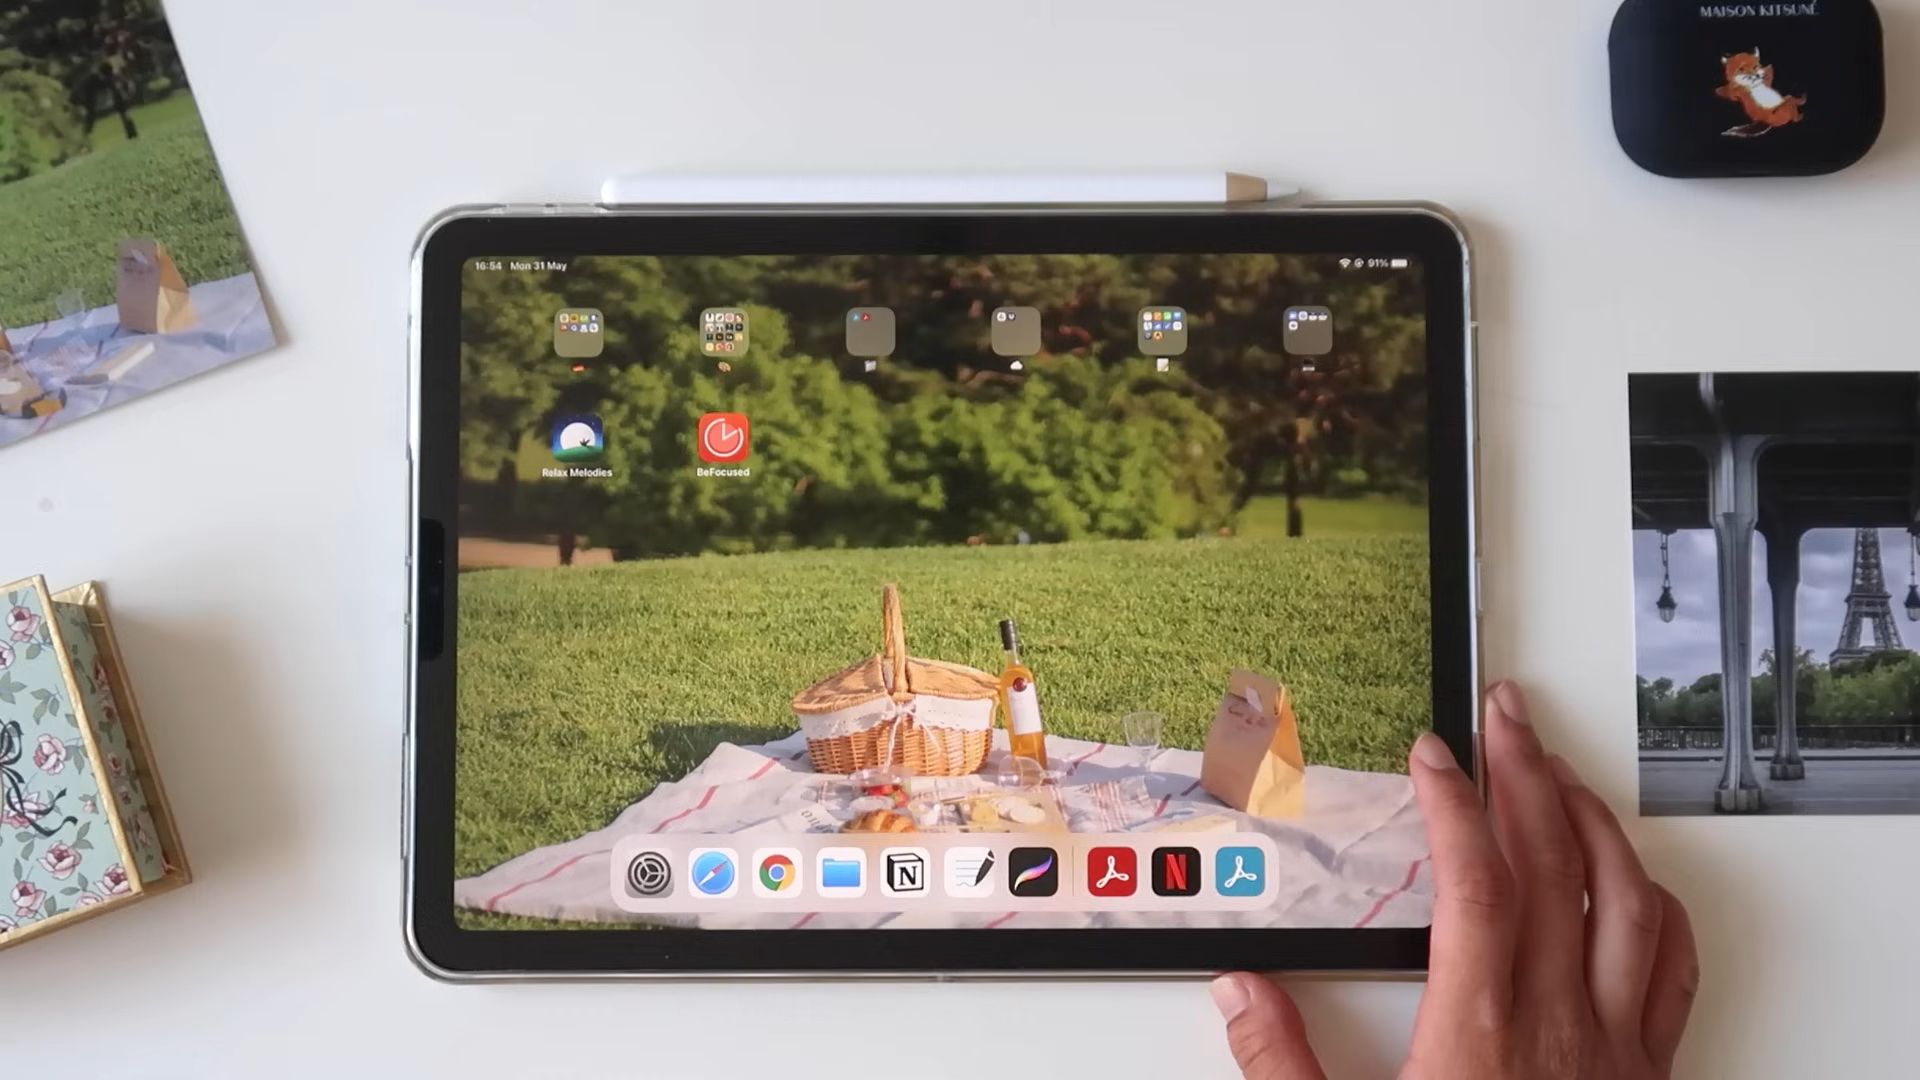 MAISON KITSUNÉ
16:54 Mon 31 May
91%
Relax Melodies
BeFocused